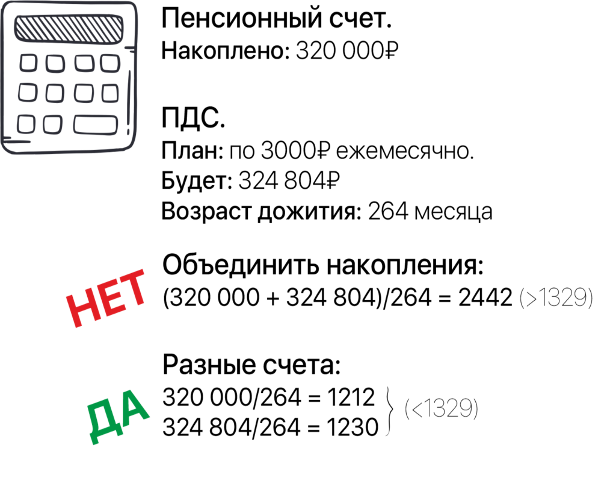 Пенсионный счет.
Накоплено: 320 000₽
ПДС.
План: по 3000₽ ежемесячно.
Будет: 324 804₽
Возраст дожития: 264 месяца
НЕТ
Объединить накопления:
(320 000 + 324 804)/264 = 2442 (>1329)
ДА
Разные счета:
320 000/264 = 1212
324 804/264 = 1230
(<1329)